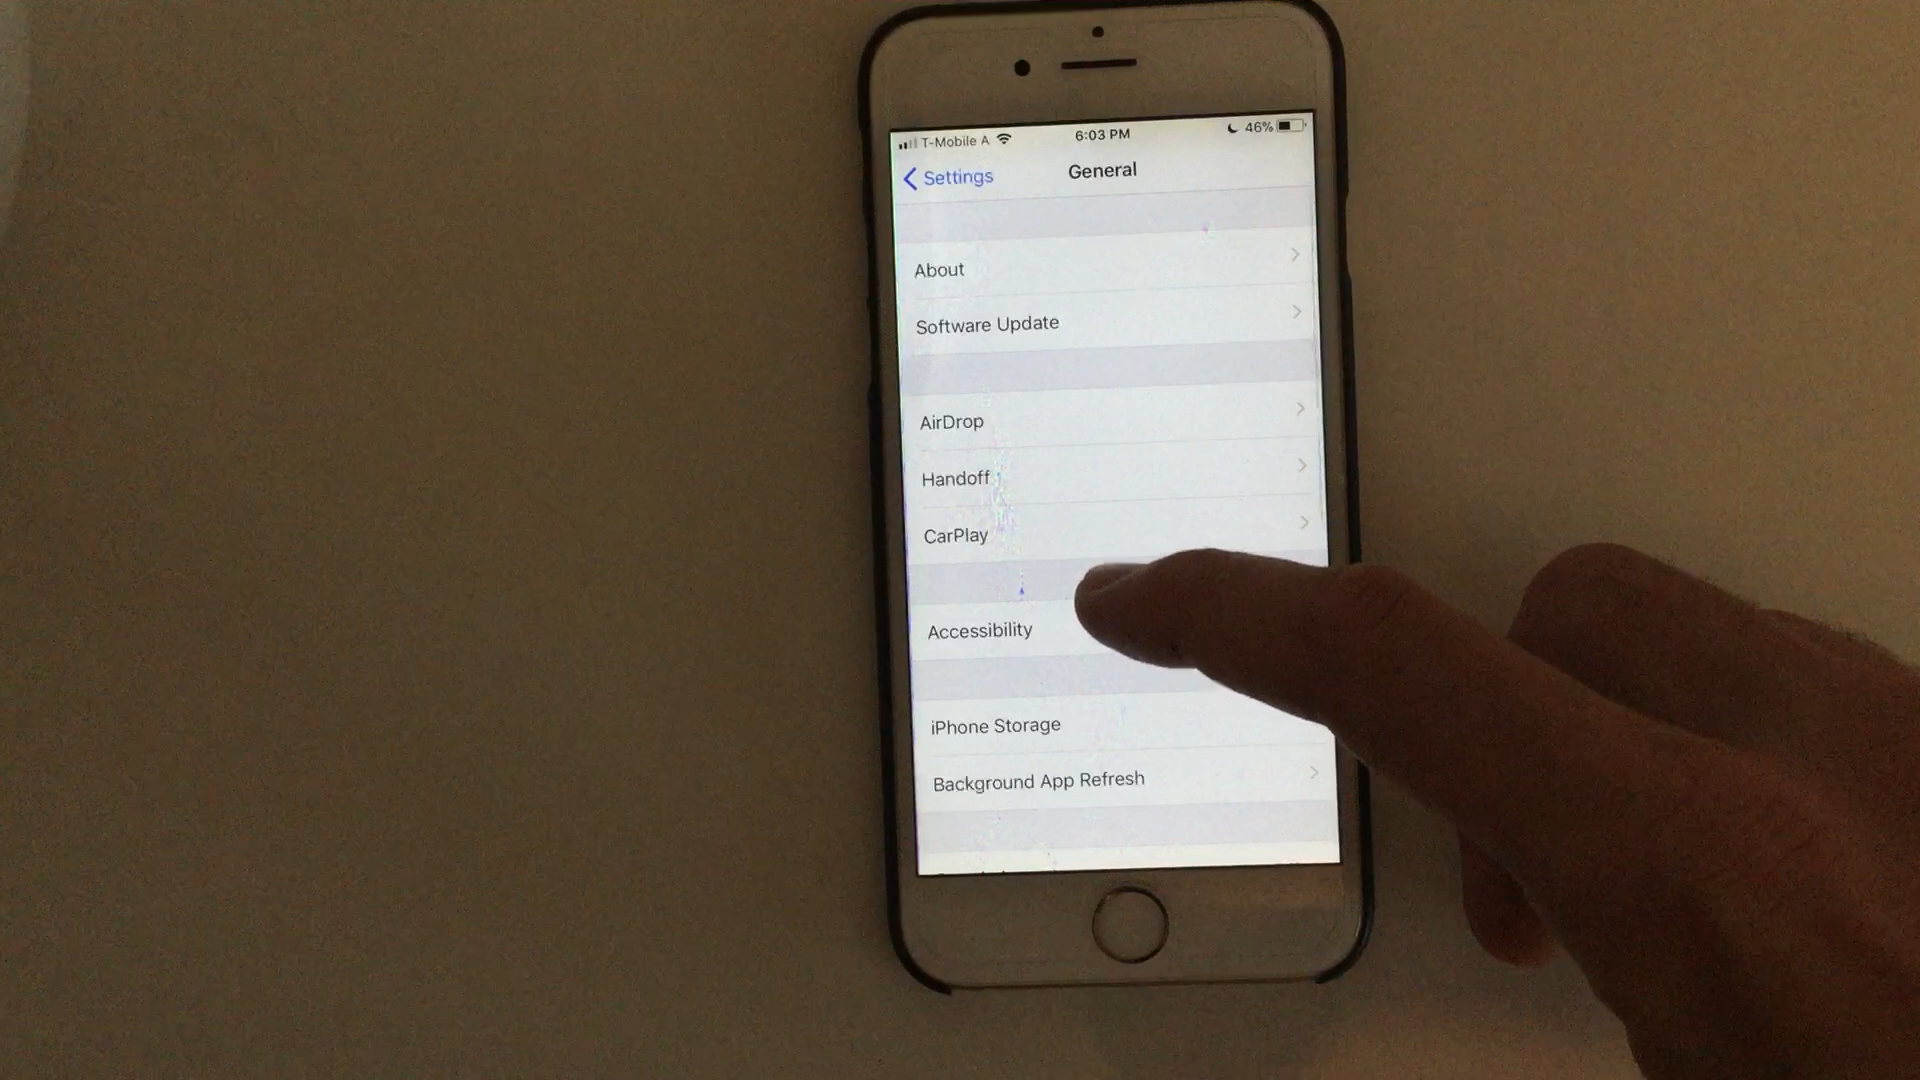 T-Mobile A 6:03 PM 46%
Settings General
About
Software Update
AirDrop
Handoff
CarPlay
Accessibility
iPhone Storage
Background App Refresh